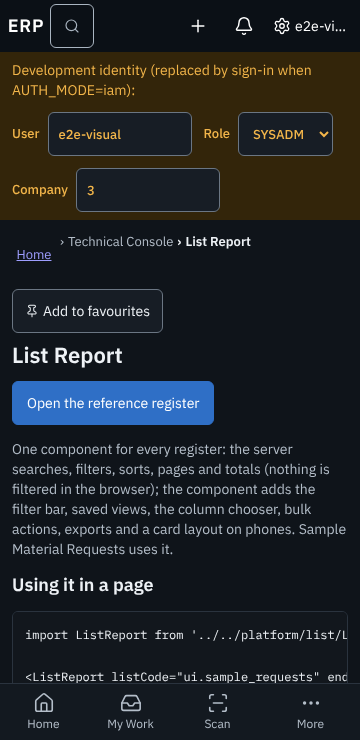 ERP
e2e-vi...
Development identity (replaced by sign-in when
AUTH_MODE=iam):
User e2e-visual Role SYSADM
Company 3
Home › Technical Console › List Report
Add to favourites
List Report
Open the reference register
One component for every register: the server
searches, filters, sorts, pages and totals (nothing is
filtered in the browser); the component adds the
filter bar, saved views, the column chooser, bulk
actions, exports and a card layout on phones. Sample
Material Requests uses it.
Using it in a page
import ListReport from '../../platform/list/L
<ListReport listCode="ui.sample_requests" end
Home My Work Scan More